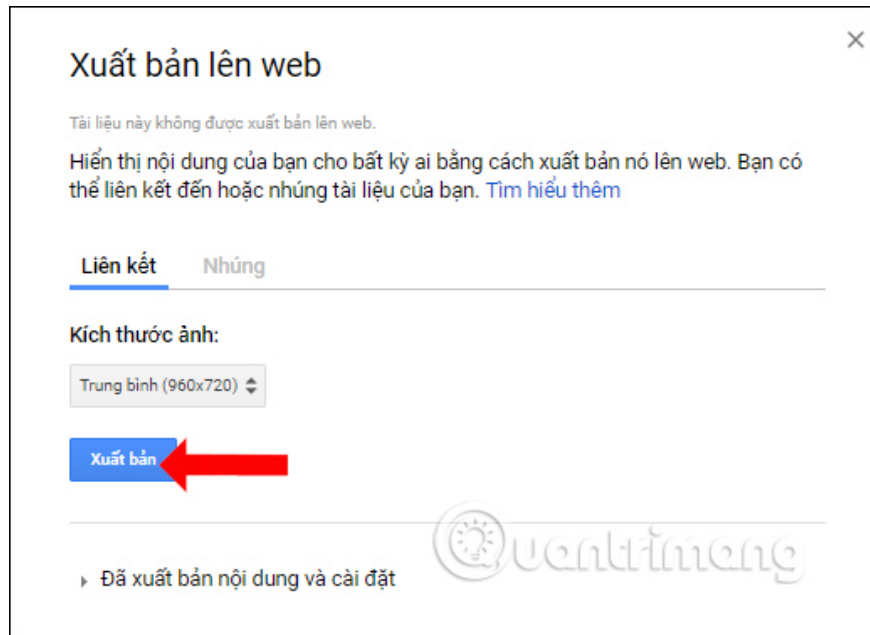 Xuất bản lên web
Tài liệu này không được xuất bản lên web.
Hiển thị nội dung của bạn cho bất kỳ ai bằng cách xuất bản nó lên web. Bạn có
thể liên kết đến hoặc nhúng tài liệu của bạn. Tìm hiểu thêm
Liên kết Nhúng
Kích thước ảnh:
Trung bình (960x720)
Xuất bản
Quantrimang
Đã xuất bản nội dung và cài đặt